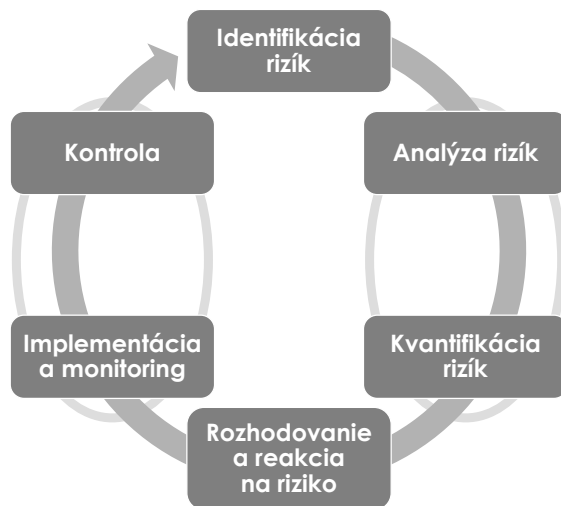 Identifikácia
rizík
Analýza rizík
Kvantifikácia
rizík
Rozhodovanie
a reakcia
na riziko
Implementácia
a monitoring
Kontrola